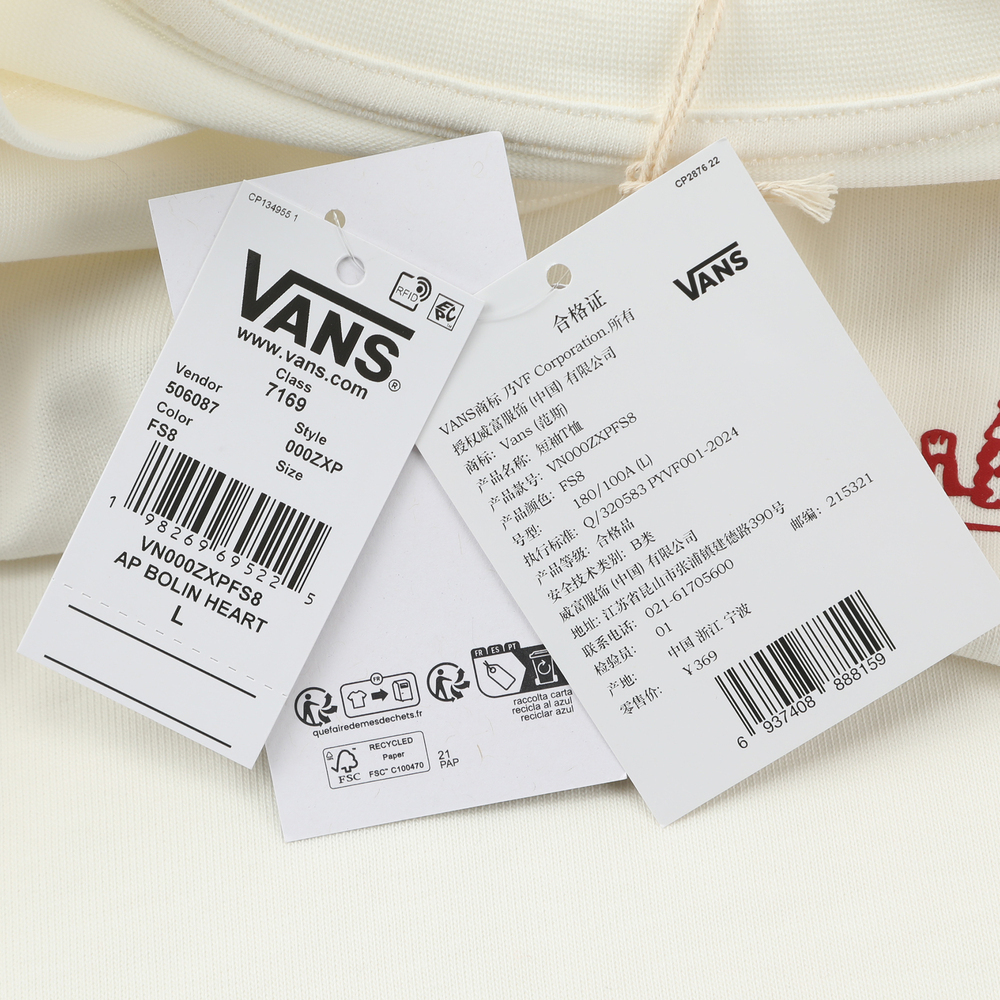 CP134955 1
VANS®
www.vans.com
RFID
EPC
Vendor
506087
Class
7169
Color
FS8
Style
000ZXP
Size
1 98269 69522 5
VN000ZXPFS8
AP BOLIN HEART
L
FR
FR ES PT
quefairedemesdechets.fr
raccolta carta
recicla al azul
reciclar azul
FSC
RECYCLED
Paper
FSC™ C100470
21
PAP
CP2876 22
VANS
合格证
VANS商标 乃VF Corporation.所有
授权威富服饰 (中国) 有限公司
商标: Vans (范斯)
产品名称: 短袖T恤
产品款号: VN000ZXPFS8
产品颜色: FS8
号型: 180/100A (L)
执行标准: Q/320583 PYVF001-2024
产品等级: 合格品
安全技术类别: B类
威富服饰 (中国) 有限公司
地址: 江苏省昆山市张浦镇建德路390号 邮编: 215321
联系电话: 021-61705600
检验员: 01
产地: 中国 浙江 宁波
零售价: ¥369
6 937408 888159